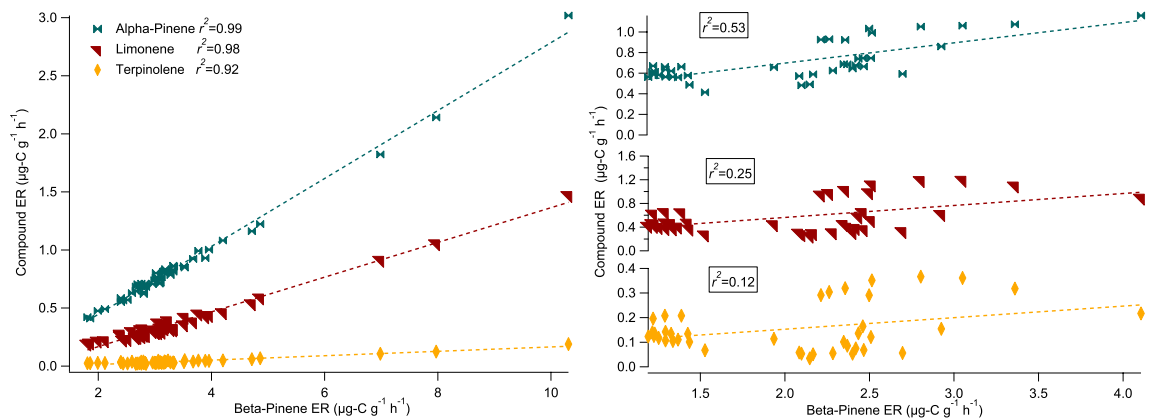 3.0
2.5
2.0
1.5
1.0
0.5
0.0
Compound ER (µg-C g⁻¹ h⁻¹)
Alpha-Pinene r²=0.99
Limonene r²=0.98
Terpinolene r²=0.92
2 4 6 8 10
Beta-Pinene ER (µg-C g⁻¹ h⁻¹)
r²=0.53
1.0
0.8
0.6
0.4
0.2
0.0
Compound ER (µg-C g⁻¹ h⁻¹)
r²=0.25
1.6
1.2
0.8
0.4
0.0
r²=0.12
0.4
0.3
0.2
0.1
0.0
1.5 2.0 2.5 3.0 3.5 4.0
Beta-Pinene ER (µg-C g⁻¹ h⁻¹)